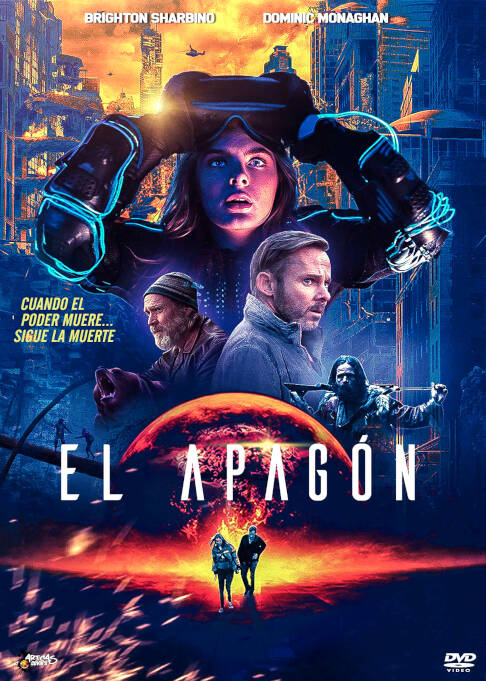 BRIGHTON SHARBINO DOMINIC MONAGHAN
CUANDO EL
PODER MUERE...
SIGUE LA MUERTE
EL APAGÓN
DVD
VIDEO